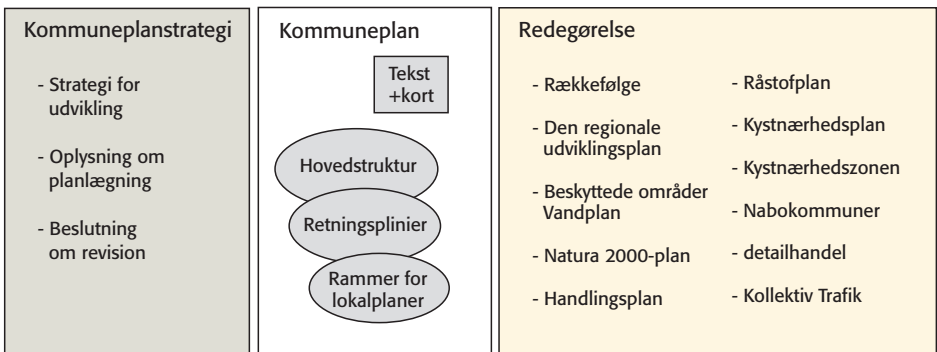 Kommuneplanstrategi
- Strategi for
udvikling
- Oplysning om
planlægning
- Beslutning
om revision
Kommuneplan
Tekst
+kort
Hovedstruktur
Retningsplinier
Rammer for
lokalplaner
Redegørelse
- Rækkefølge
- Den regionale
udviklingsplan
- Beskyttede områder
Vandplan
- Natura 2000-plan
- Handlingsplan
- Råstofplan
- Kystnærhedsplan
- Kystnærhedszonen
- Nabokommuner
- detailhandel
- Kollektiv Trafik